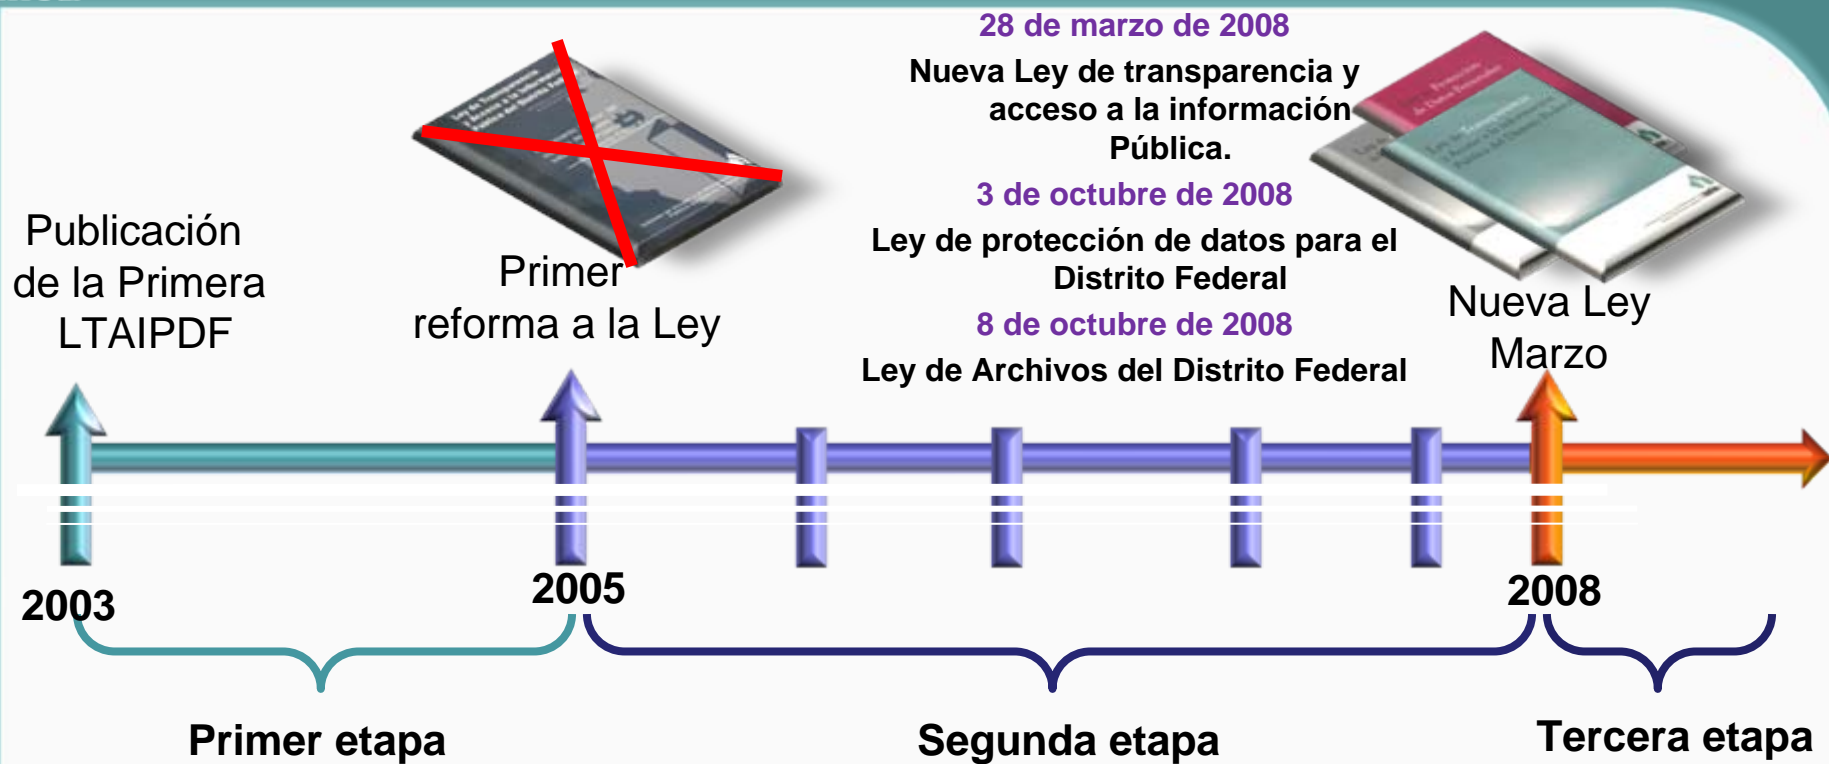 28 de marzo de 2008
Nueva Ley de transparencia y
acceso a la información
Pública.
3 de octubre de 2008
Ley de protección de datos para el
Distrito Federal
8 de octubre de 2008
Ley de Archivos del Distrito Federal
Publicación
de la Primera
LTAIPDF
Primer
reforma a la Ley
Nueva Ley
Marzo
2003
2005
2008
Primer etapa
Segunda etapa
Tercera etapa